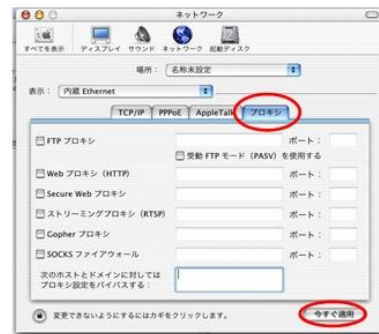 ネットワーク
すべてを表示 ディスプレイ サウンド ネットワーク 起動ディスク
場所： 名称未設定
表示： 内蔵 Ethernet
TCP/IP PPPoE AppleTalk プロキシ
FTP プロキシ ポート：
受動 FTP モード（PASV）を使用する
Web プロキシ（HTTP） ポート：
Secure Web プロキシ ポート：
ストリーミングプロキシ（RTSP） ポート：
Gopher プロキシ ポート：
SOCKS ファイアウォール ポート：
次のホストとドメインに対しては
プロキシ設定をバイパスする：
変更できないようにするにはカギをクリックします。 今すぐ適用